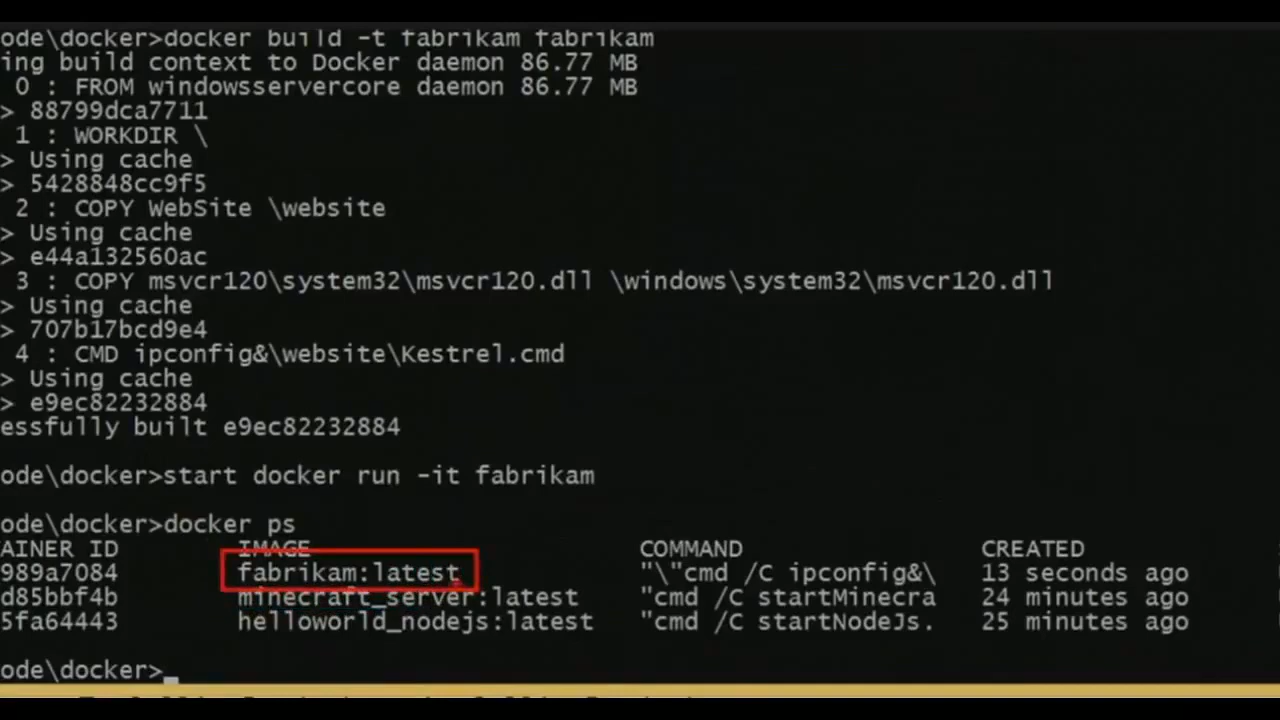 ode\docker>docker build -t fabrikam fabrikam
ing build context to Docker daemon 86.77 MB
0 : FROM windowsservercore daemon 86.77 MB
> 88799dca7711
1 : WORKDIR \
> Using cache
> 5428848cc9f5
2 : COPY WebSite \website
> Using cache
> e44a132560ac
3 : COPY msvcr120\system32\msvcr120.dll \windows\system32\msvcr120.dll
> Using cache
> 707b17bcd9e4
4 : CMD ipconfig&\website\Kestrel.cmd
> Using cache
> e9ec82232884
essfully built e9ec82232884
ode\docker>start docker run -it fabrikam
ode\docker>docker ps
AINER ID IMAGE COMMAND CREATED
989a7084 fabrikam:latest "\"cmd /C ipconfig&\ 13 seconds ago
d85bbf4b minecraft_server:latest "cmd /C startMinecra 24 minutes ago
5fa64443 helloworld_nodejs:latest "cmd /C startNodeJs. 25 minutes ago
ode\docker>